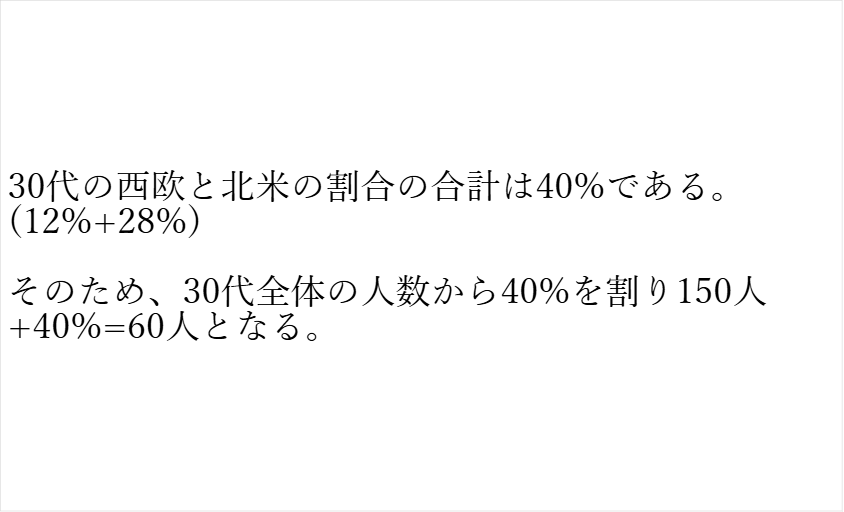 30代の西欧と北米の割合の合計は40%である。
(12%+28%)
そのため、30代全体の人数から40%を割り150人
+40%=60人となる。